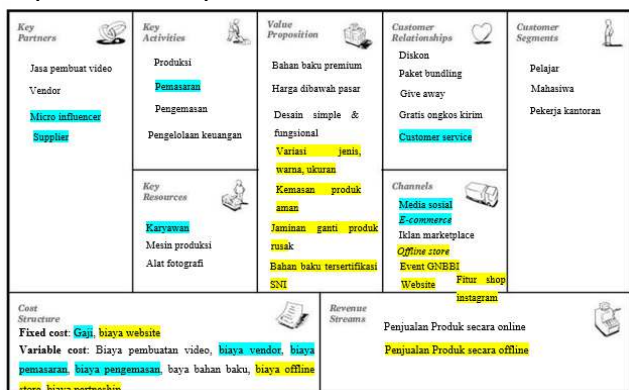 Key
Partners
Jasa pembuat video
Vendor
Micro influencer
Supplier
Key
Activities
Produksi
Pemasaran
Pengemasan
Pengelolaan keuangan
Key
Resources
Karyawan
Mesin produksi
Alat fotografi
Value
Proposition
Bahan baku premium
Harga dibawah pasar
Desain simple &
fungsional
Variasi jenis,
warna, ukuran
Kemasan produk
aman
Jaminan ganti produk
rusak
Bahan baku tersertifikasi
SNI
Customer
Relationships
Diskon
Paket bundling
Give away
Gratis ongkos kirim
Customer service
Channels
Media sosial
E-commerce
Iklan marketplace
Offline store
Event GNBBI
Website
Fitur shop
instagram
Customer
Segments
Pelajar
Mahasiwa
Pekerja kantoran
Cost
Structure
Fixed cost: Gaji, biaya website
Variable cost: Biaya pembuatan video, biaya vendor, biaya
pemasaran, biaya pengemasan, baya bahan baku, biaya offline
Revenue
Streams
Penjualan Produk secara online
Penjualan Produk secara offline